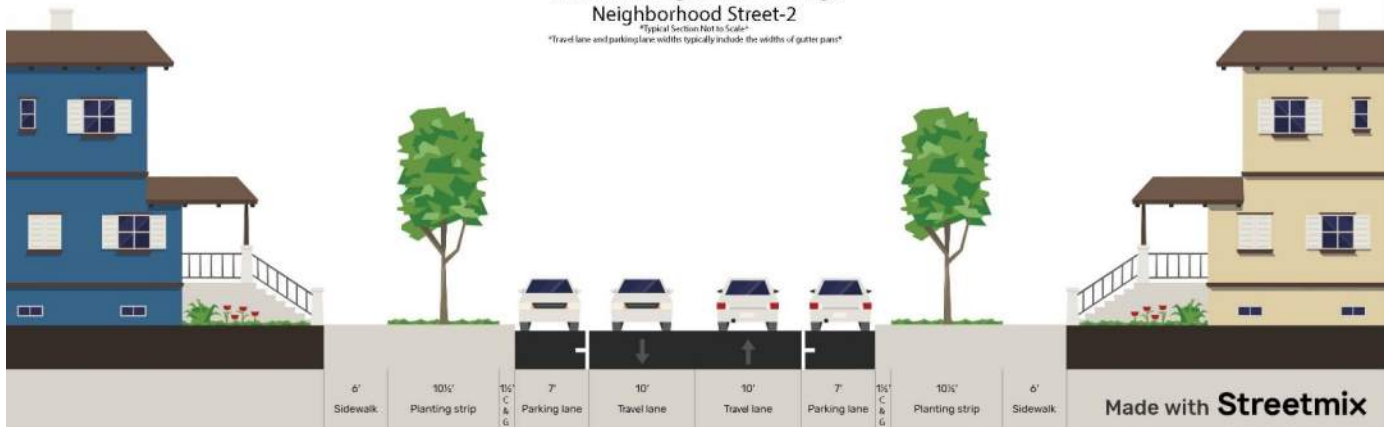 Neighborhood Street-2
*Typical Section Not to Scale*
*Travel lane and parking lane widths typically include the widths of gutter pans*
6' 10½' 1½' 7' 10' 10' 7' 1½' 10½' 6'
Sidewalk Planting strip C & G Parking lane Travel lane Travel lane Parking lane C & G Planting strip Sidewalk
Made with Streetmix